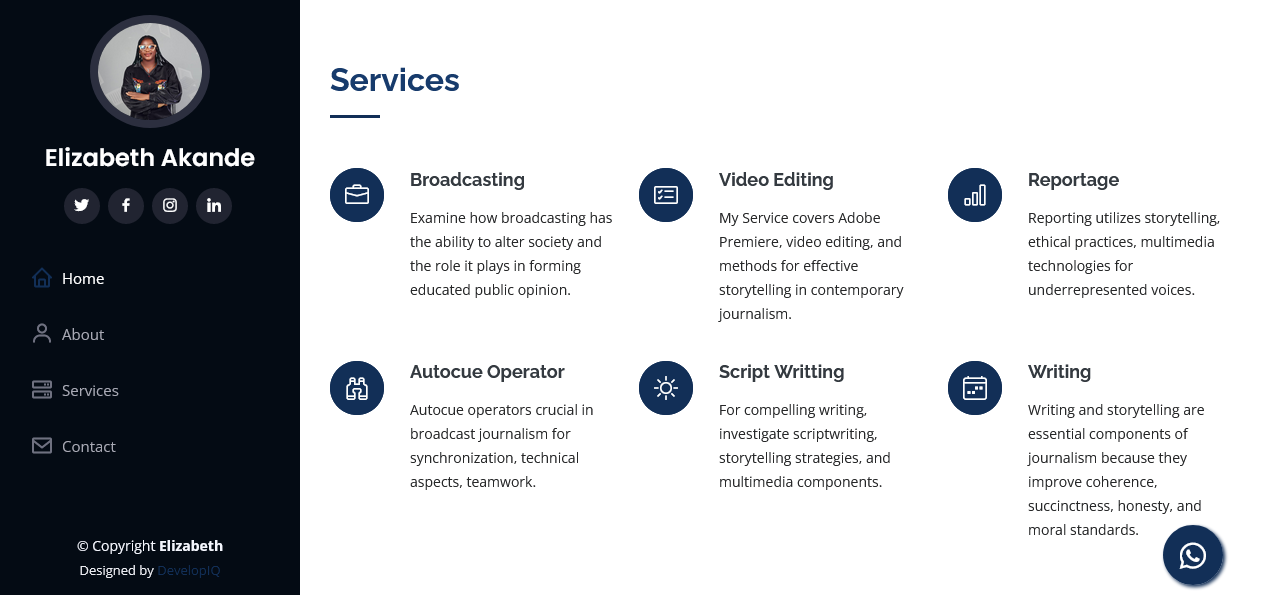 Elizabeth Akande
Home
About
Services
Contact
© Copyright Elizabeth
Designed by DevelopIQ
Services
Broadcasting
Examine how broadcasting has
the ability to alter society and
the role it plays in forming
educated public opinion.
Video Editing
My Service covers Adobe
Premiere, video editing, and
methods for effective
storytelling in contemporary
journalism.
Reportage
Reporting utilizes storytelling,
ethical practices, multimedia
technologies for
underrepresented voices.
Autocue Operator
Autocue operators crucial in
broadcast journalism for
synchronization, technical
aspects, teamwork.
Script Writting
For compelling writing,
investigate scriptwriting,
storytelling strategies, and
multimedia components.
Writing
Writing and storytelling are
essential components of
journalism because they
improve coherence,
succinctness, honesty, and
moral standards.